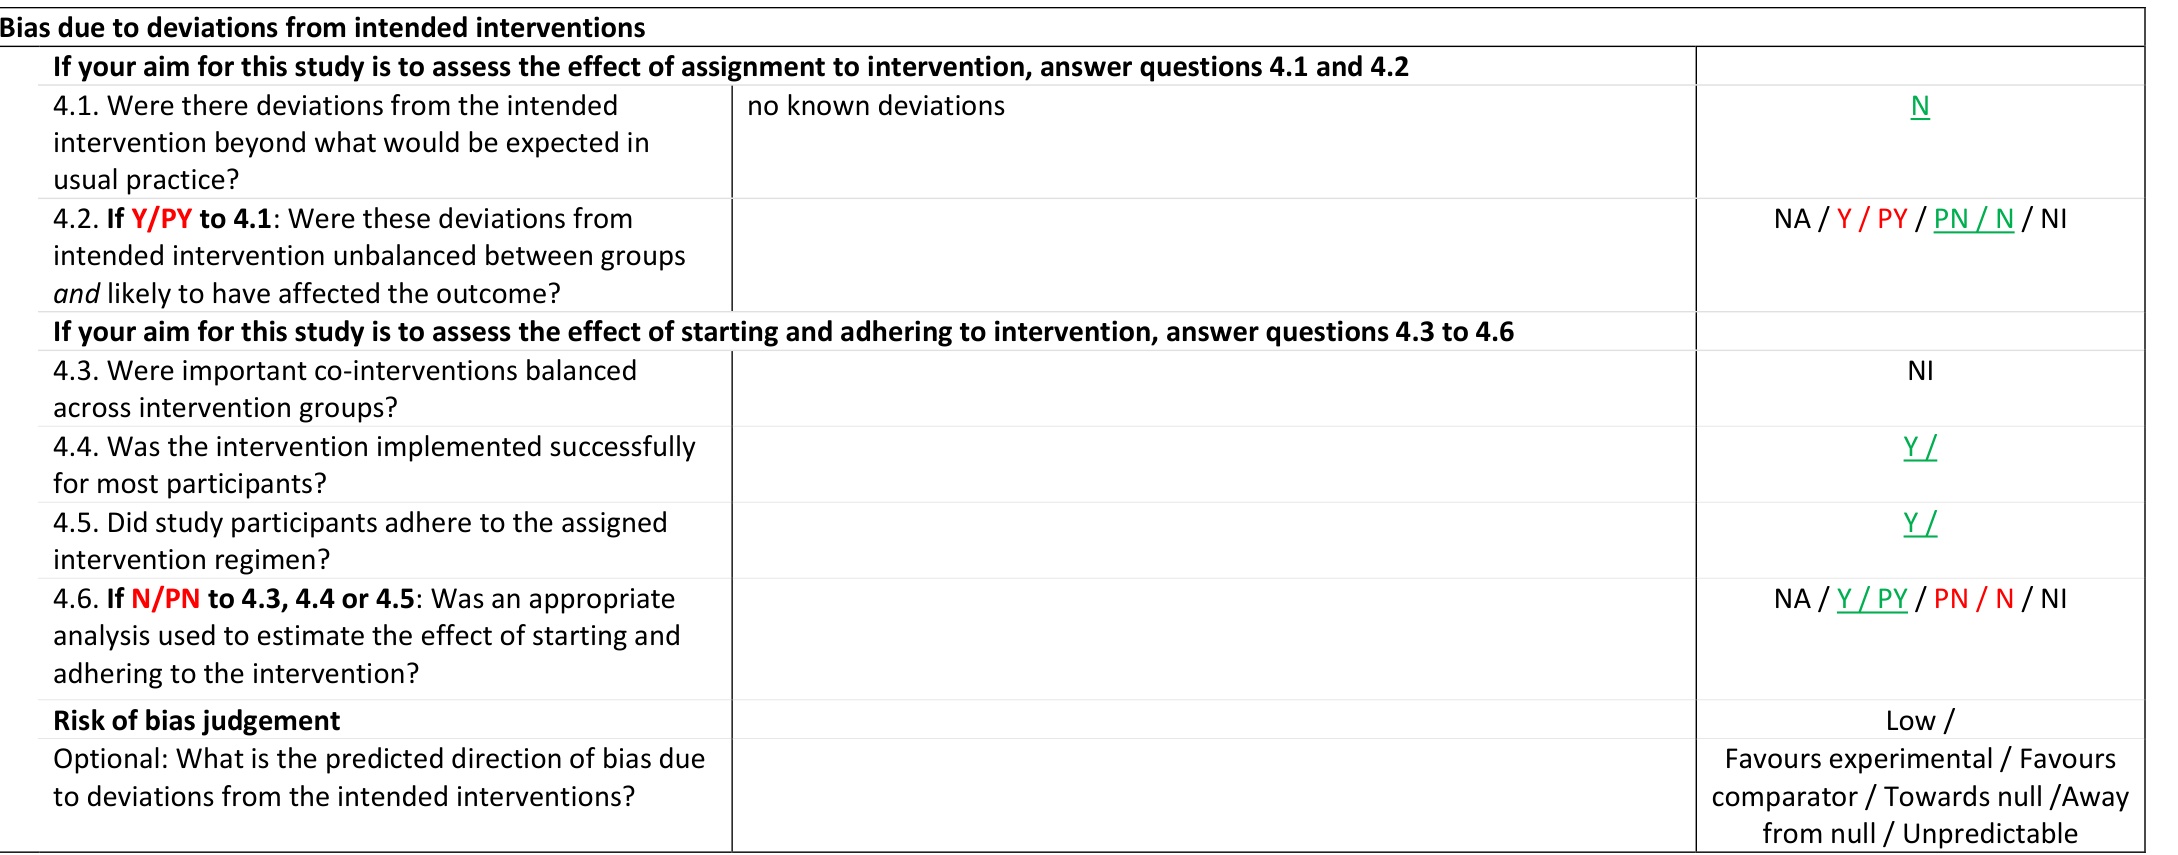 Bias due to deviations from intended interventions
If your aim for this study is to assess the effect of assignment to intervention, answer questions 4.1 and 4.2
4.1. Were there deviations from the intended
intervention beyond what would be expected in
usual practice?
no known deviations
N
4.2. If Y/PY to 4.1: Were these deviations from
intended intervention unbalanced between groups
and likely to have affected the outcome?
NA / Y / PY / PN / N / NI
If your aim for this study is to assess the effect of starting and adhering to intervention, answer questions 4.3 to 4.6
4.3. Were important co-interventions balanced
across intervention groups?
NI
4.4. Was the intervention implemented successfully
for most participants?
Y /
4.5. Did study participants adhere to the assigned
intervention regimen?
Y /
4.6. If N/PN to 4.3, 4.4 or 4.5: Was an appropriate
analysis used to estimate the effect of starting and
adhering to the intervention?
NA / Y / PY / PN / N / NI
Risk of bias judgement
Low /
Optional: What is the predicted direction of bias due
to deviations from the intended interventions?
Favours experimental / Favours
comparator / Towards null /Away
from null / Unpredictable